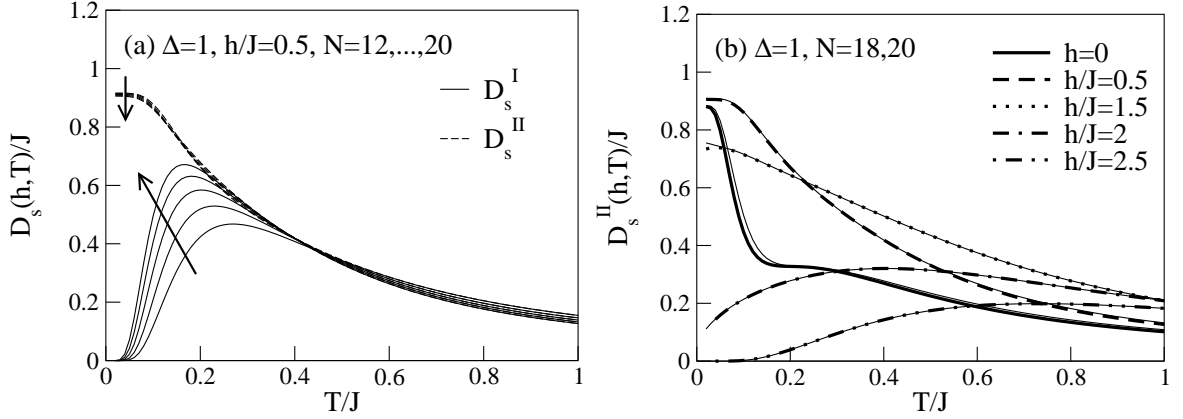 (a) Δ=1, h/J=0.5, N=12,...,20
D_s^I
D_s^II
D_s(h,T)/J
1.2
1
0.8
0.6
0.4
0.2
0
0
0.2
0.4
0.6
0.8
1
T/J
(b) Δ=1, N=18,20
h=0
h/J=0.5
h/J=1.5
h/J=2
h/J=2.5
D_s^II(h,T)/J
1.2
1
0.8
0.6
0.4
0.2
0
0
0.2
0.4
0.6
0.8
1
T/J